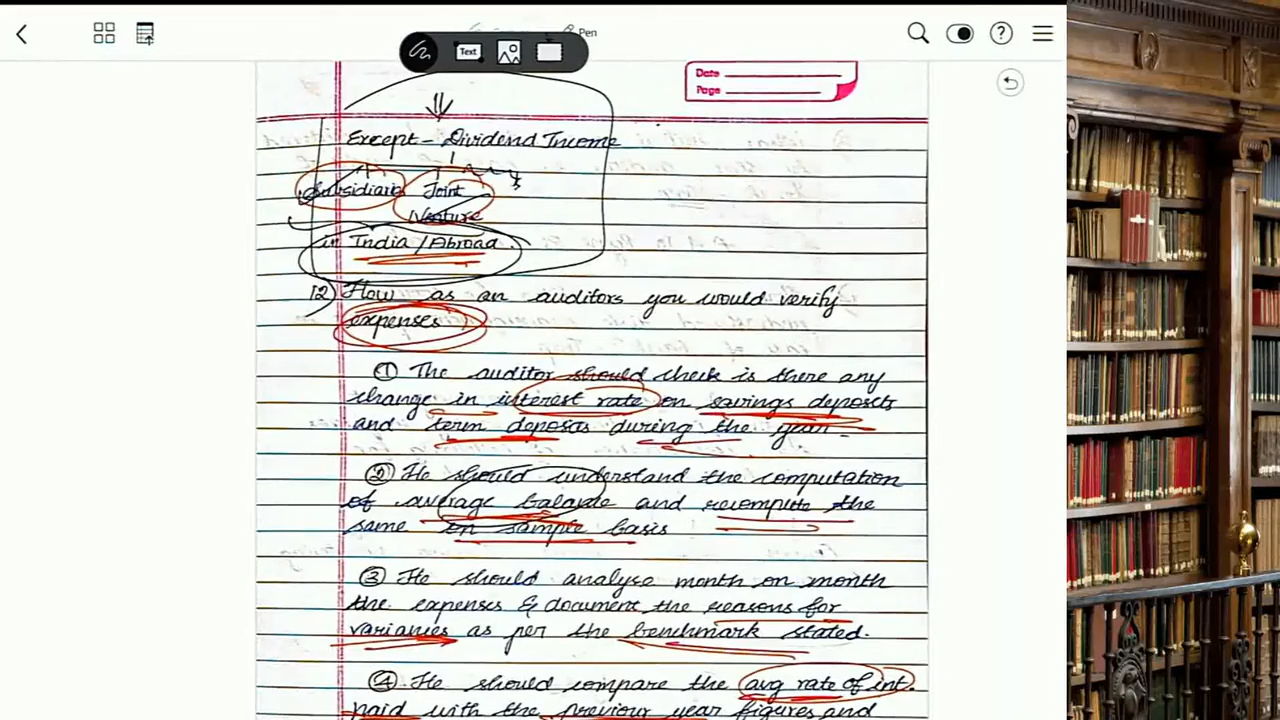 Pen
Text
Date
Page
Except - Dividend Income
Subsidiaries Joint
Venture
in India / Abroad
12) How as an auditors you would verify
expenses
① The auditor should check is there any
change in interest rate on savings deposits
and term deposits during the year.
② He should understand the computation
of average balance and recompute the
same on sample basis
③ He should analyse month on month
the expenses & document the reasons for
variances as per the benchmark stated.
④ He should compare the avg rate of int.
paid with the previous year figures and